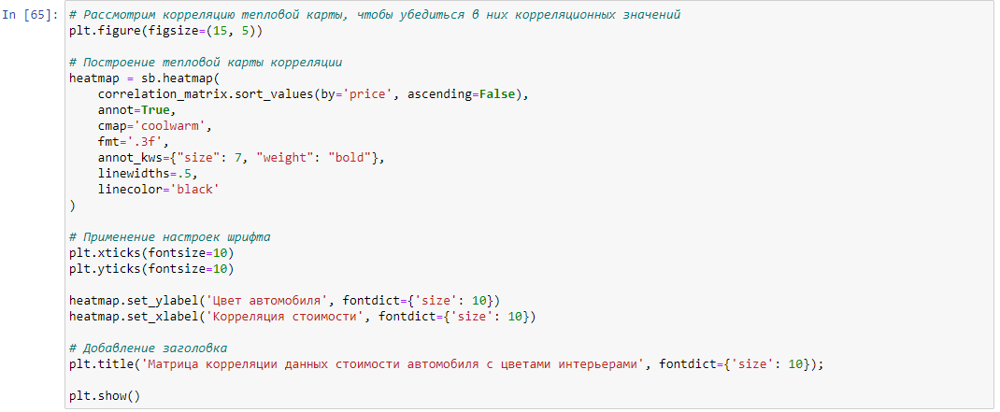 In [65]: # Рассмотрим корреляцию тепловой карты, чтобы убедиться в них корреляционных значений
plt.figure(figsize=(15, 5))
# Построение тепловой карты корреляции
heatmap = sb.heatmap(
    correlation_matrix.sort_values(by='price', ascending=False),
    annot=True,
    cmap='coolwarm',
    fmt='.3f',
    annot_kws={"size": 7, "weight": "bold"},
    linewidths=.5,
    linecolor='black'
)
# Применение настроек шрифта
plt.xticks(fontsize=10)
plt.yticks(fontsize=10)
heatmap.set_ylabel('Цвет автомобиля', fontdict={'size': 10})
heatmap.set_xlabel('Корреляция стоимости', fontdict={'size': 10})
# Добавление заголовка
plt.title('Матрица корреляции данных стоимости автомобиля с цветами интерьерами', fontdict={'size': 10});
plt.show()